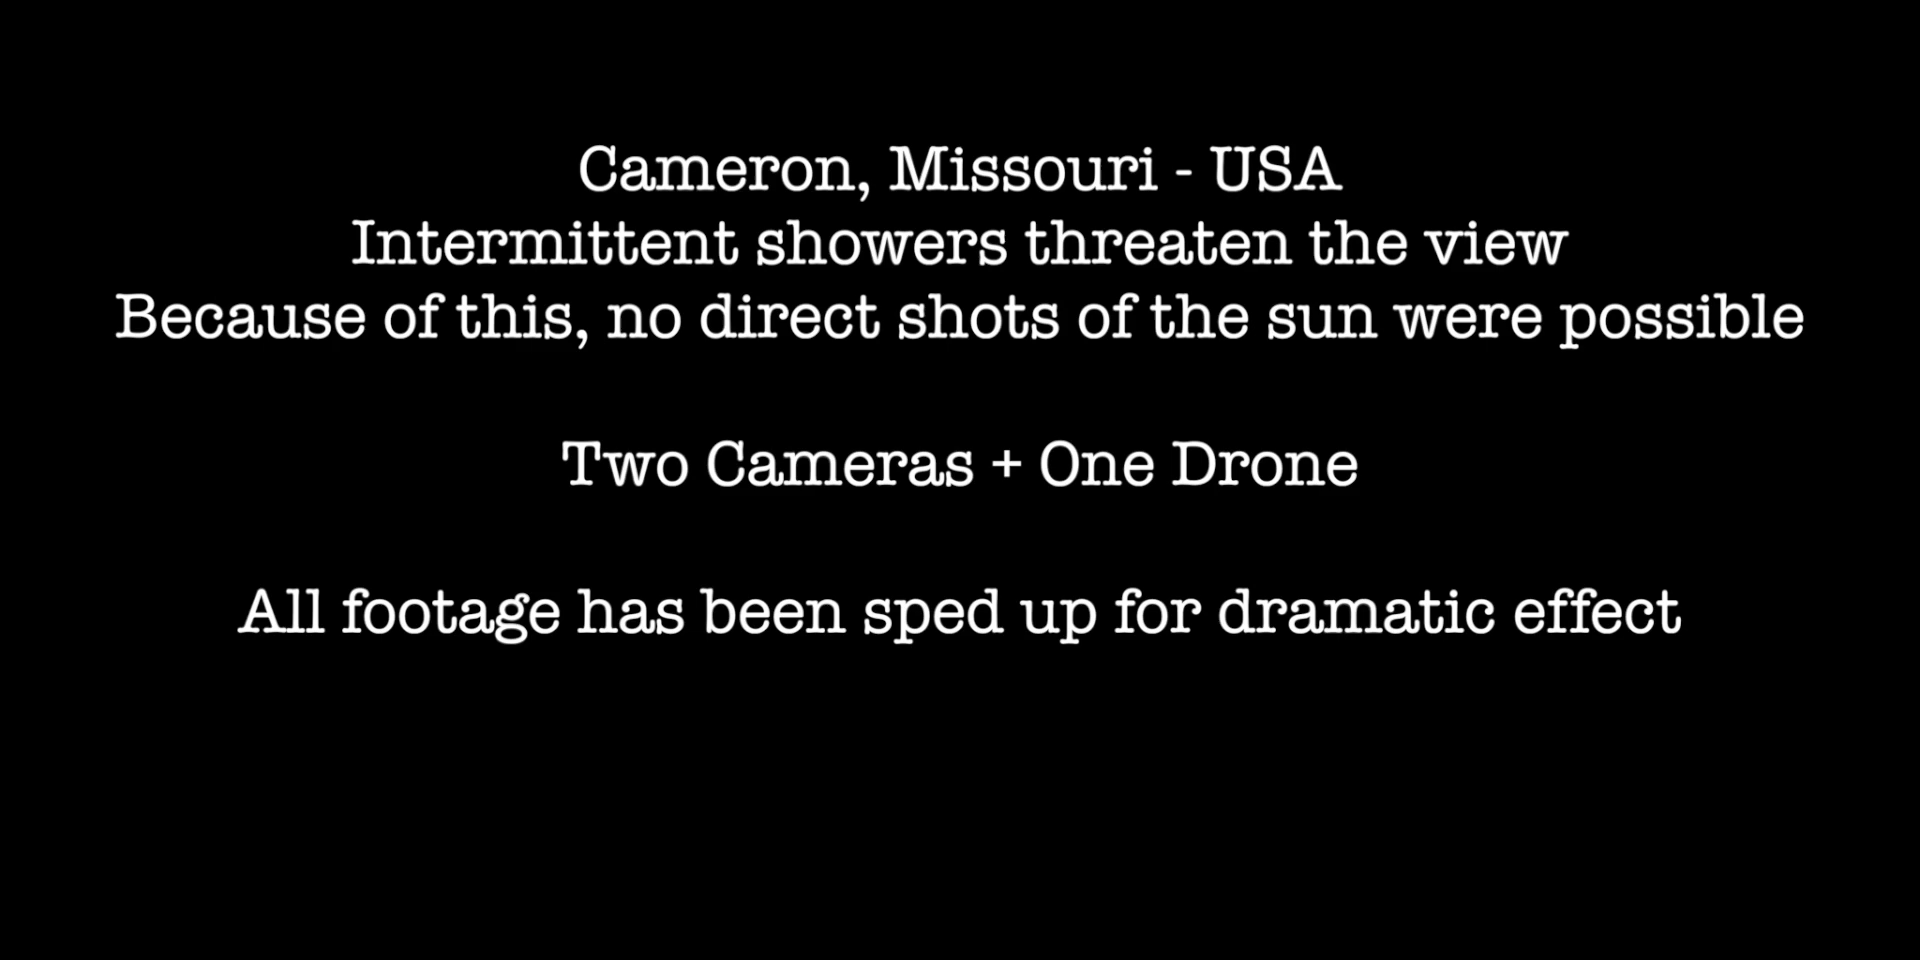 Cameron, Missouri - USA
Intermittent showers threaten the view
Because of this, no direct shots of the sun were possible
Two Cameras + One Drone
All footage has been sped up for dramatic effect